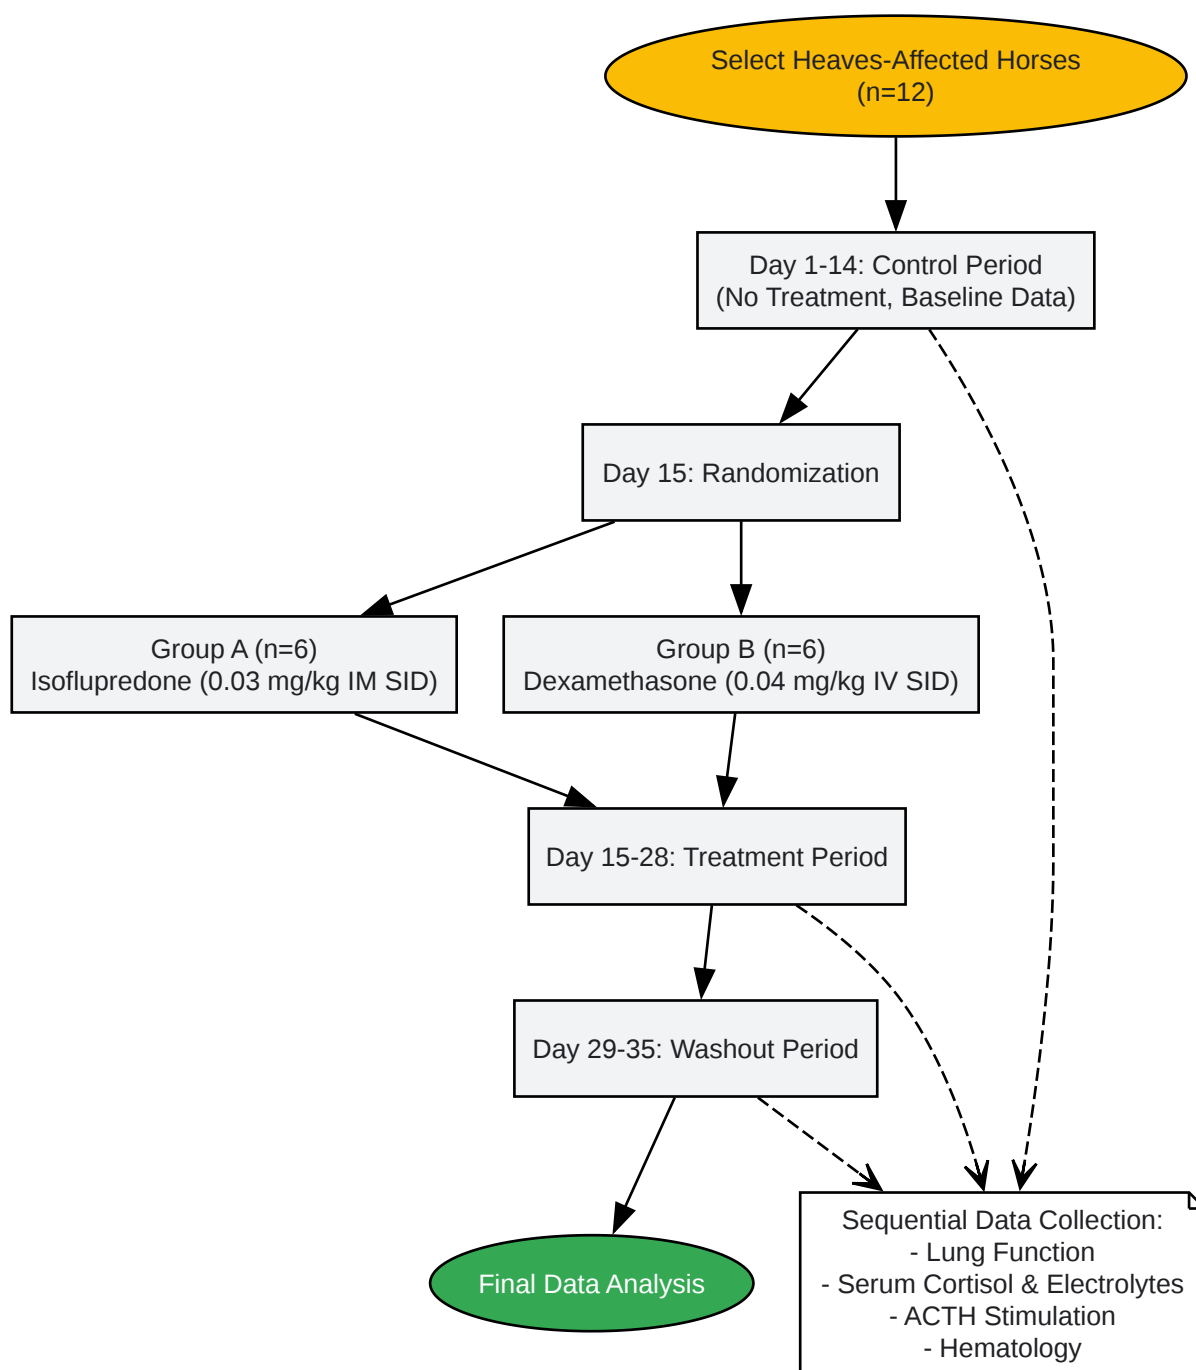 Select Heaves-Affected Horses
(n=12)
Day 1-14: Control Period
(No Treatment, Baseline Data)
Day 15: Randomization
Group A (n=6)
Isoflupredone (0.03 mg/kg IM SID)
Group B (n=6)
Dexamethasone (0.04 mg/kg IV SID)
Day 15-28: Treatment Period
Day 29-35: Washout Period
Final Data Analysis
Sequential Data Collection:
- Lung Function
- Serum Cortisol & Electrolytes
- ACTH Stimulation
- Hematology